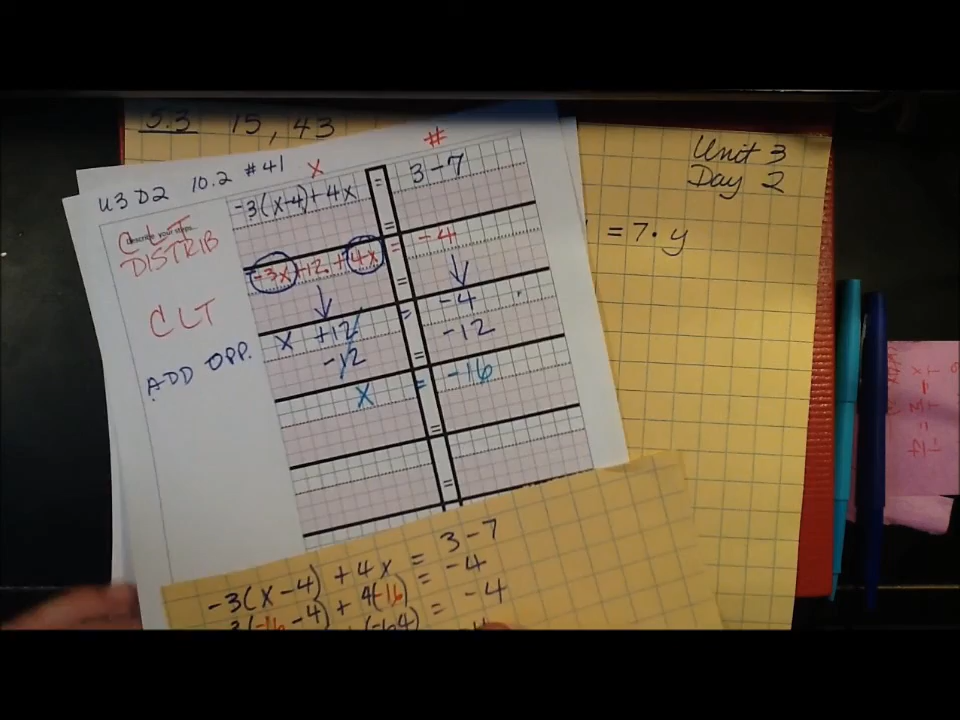 5.3 15, 43
Unit 3
Day 2
= 7 · y
U3 D2 10.2 #41 X #
-3(x-4)+4x = 3-7
=
CLT
DISTRIB
-3x +12 + 4x = -4
=
CLT
x +12 = -4
ADD OPP. -12 = -12
x = -16
=
=
-3(x-4) + 4x = 3-7
3(-16-4) + 4(-16) = -4
(-64) = -4